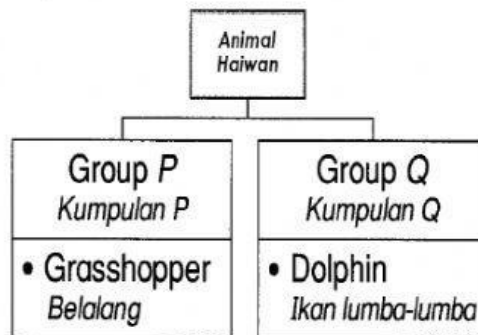 Animal
Haiwan
Group P
Kumpulan P
Group Q
Kumpulan Q
• Grasshopper
Belalang
• Dolphin
Ikan lumba-lumba